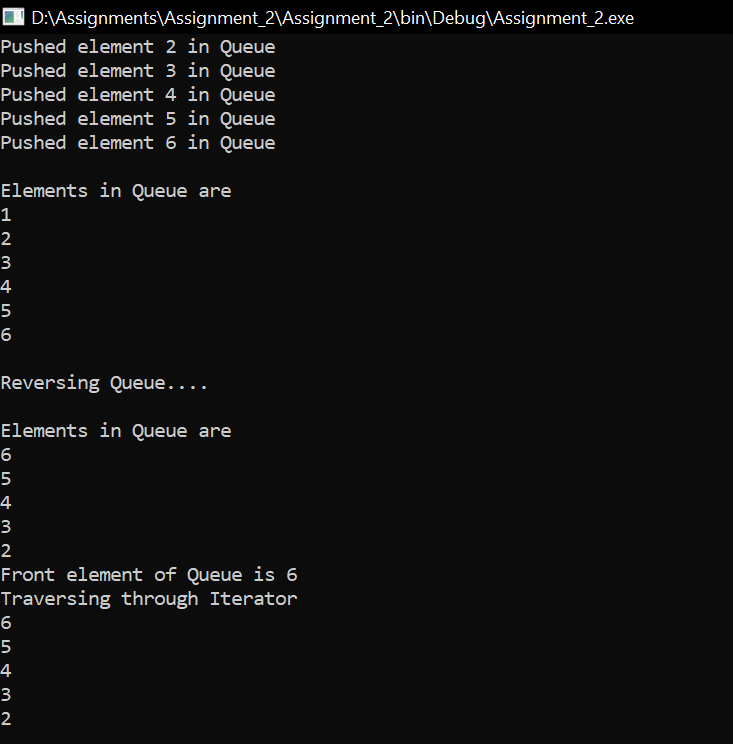 D:\Assignments\Assignment_2\Assignment_2\bin\Debug\Assignment_2.exe
Pushed element 2 in Queue
Pushed element 3 in Queue
Pushed element 4 in Queue
Pushed element 5 in Queue
Pushed element 6 in Queue
Elements in Queue are
1
2
3
4
5
6
Reversing Queue....
Elements in Queue are
6
5
4
3
2
Front element of Queue is 6
Traversing through Iterator
6
5
4
3
2